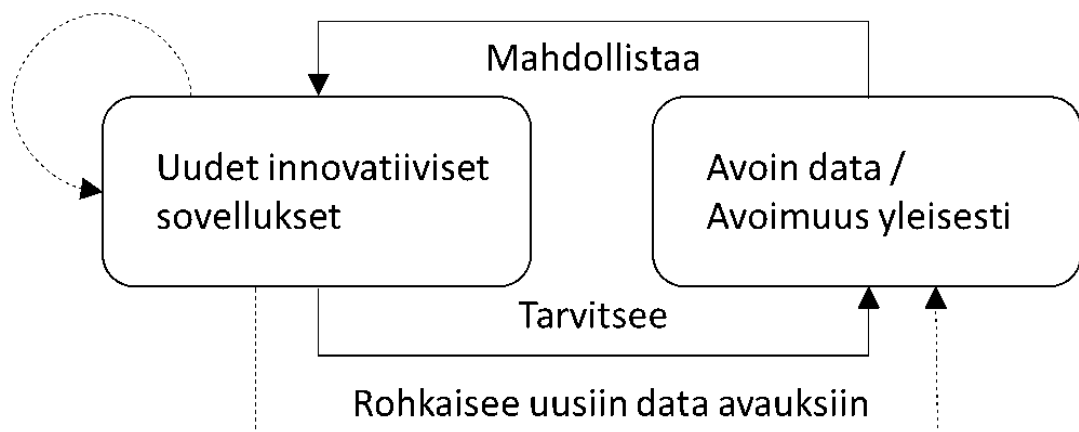 Mahdollistaa
Uudet innovatiiviset
sovellukset
Avoin data /
Avoimuus yleisesti
Tarvitsee
Rohkaisee uusiin data avauksiin